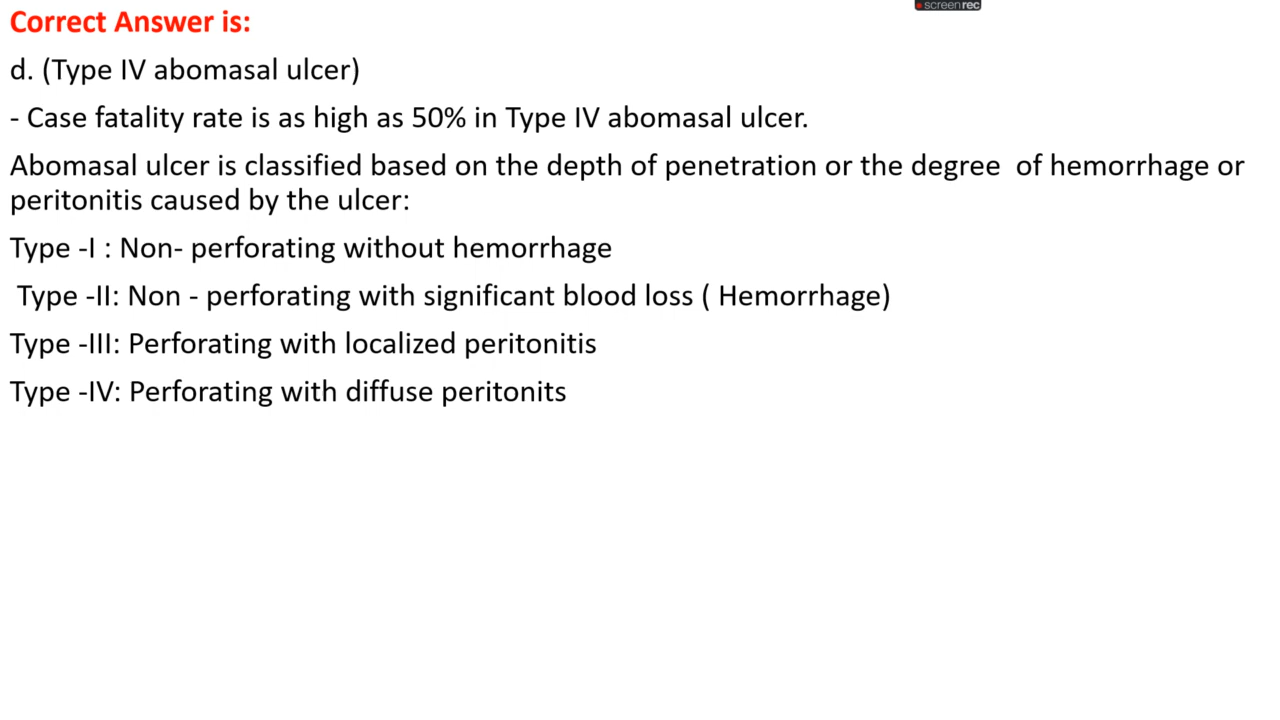 screenrec
Correct Answer is:
d. (Type IV abomasal ulcer)
- Case fatality rate is as high as 50% in Type IV abomasal ulcer.
Abomasal ulcer is classified based on the depth of penetration or the degree  of hemorrhage or
peritonitis caused by the ulcer:
Type -I : Non- perforating without hemorrhage
Type -II: Non - perforating with significant blood loss ( Hemorrhage)
Type -III: Perforating with localized peritonitis
Type -IV: Perforating with diffuse peritonits